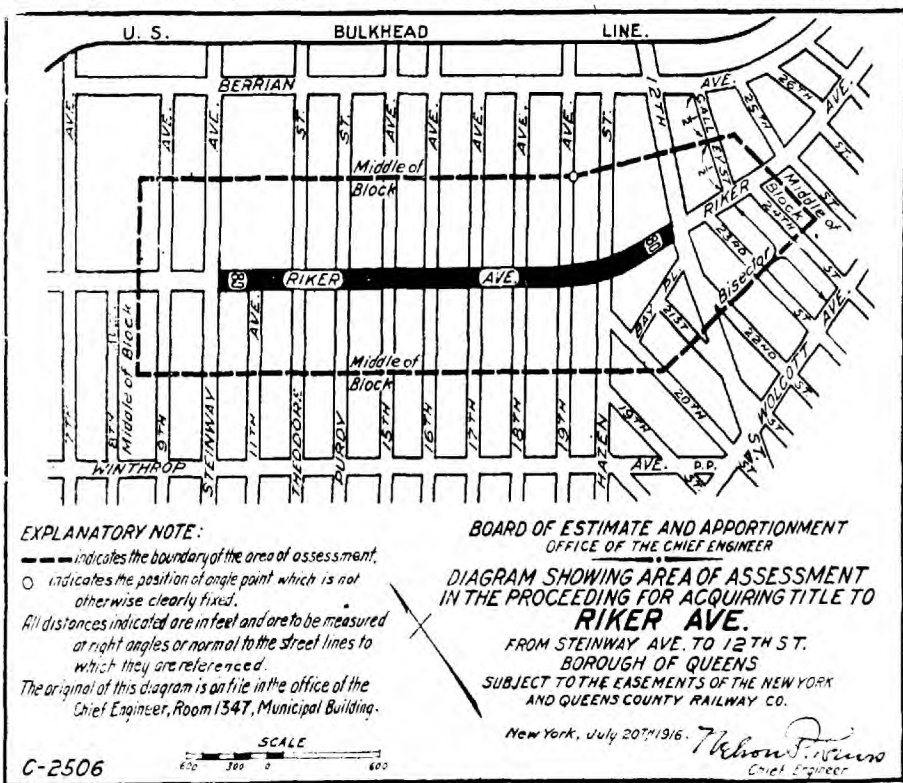 U. S. BULKHEAD LINE.
BERRIAN AVE.
12TH
25TH
26TH
AVE.
AVE.
AVE.
AVE.
ST.
ST.
AVE.
AVE.
AVE.
AVE.
AVE.
ST.
ST.
Middle of
Block
RIKER
Middle of
Block
24TH
ST
23RD
Bisector
ST
80
RIKER AVE.
80
BAY PL.
21ST
22ND
ST
AVE.
WOLCOTT
AVE.
Middle of Block
Middle of
Block
7TH
8TH
9TH
STEINWAY
11TH
THEODORE
PURDY
15TH
16TH
17TH
18TH
19TH
HAZEN
19TH
20TH
ST.
ST.
WINTHROP AVE.
P.P.
EXPLANATORY NOTE:
indicates the boundary of the area of assessment.
indicates the position of angle point which is not
otherwise clearly fixed.
All distances indicated are in feet and are to be measured
at right angles or normal to the street lines to
which they are referenced.
The original of this diagram is on file in the office of the
Chief Engineer, Room 1347, Municipal Building.
SCALE
600 300 0 600
C-2506
BOARD OF ESTIMATE AND APPORTIONMENT
OFFICE OF THE CHIEF ENGINEER
DIAGRAM SHOWING AREA OF ASSESSMENT
IN THE PROCEEDING FOR ACQUIRING TITLE TO
RIKER AVE.
FROM STEINWAY AVE. TO 12TH ST.
BOROUGH OF QUEENS
SUBJECT TO THE EASEMENTS OF THE NEW YORK
AND QUEENS COUNTY RAILWAY CO.
New York, July 20TH 1916.
Chief Engineer